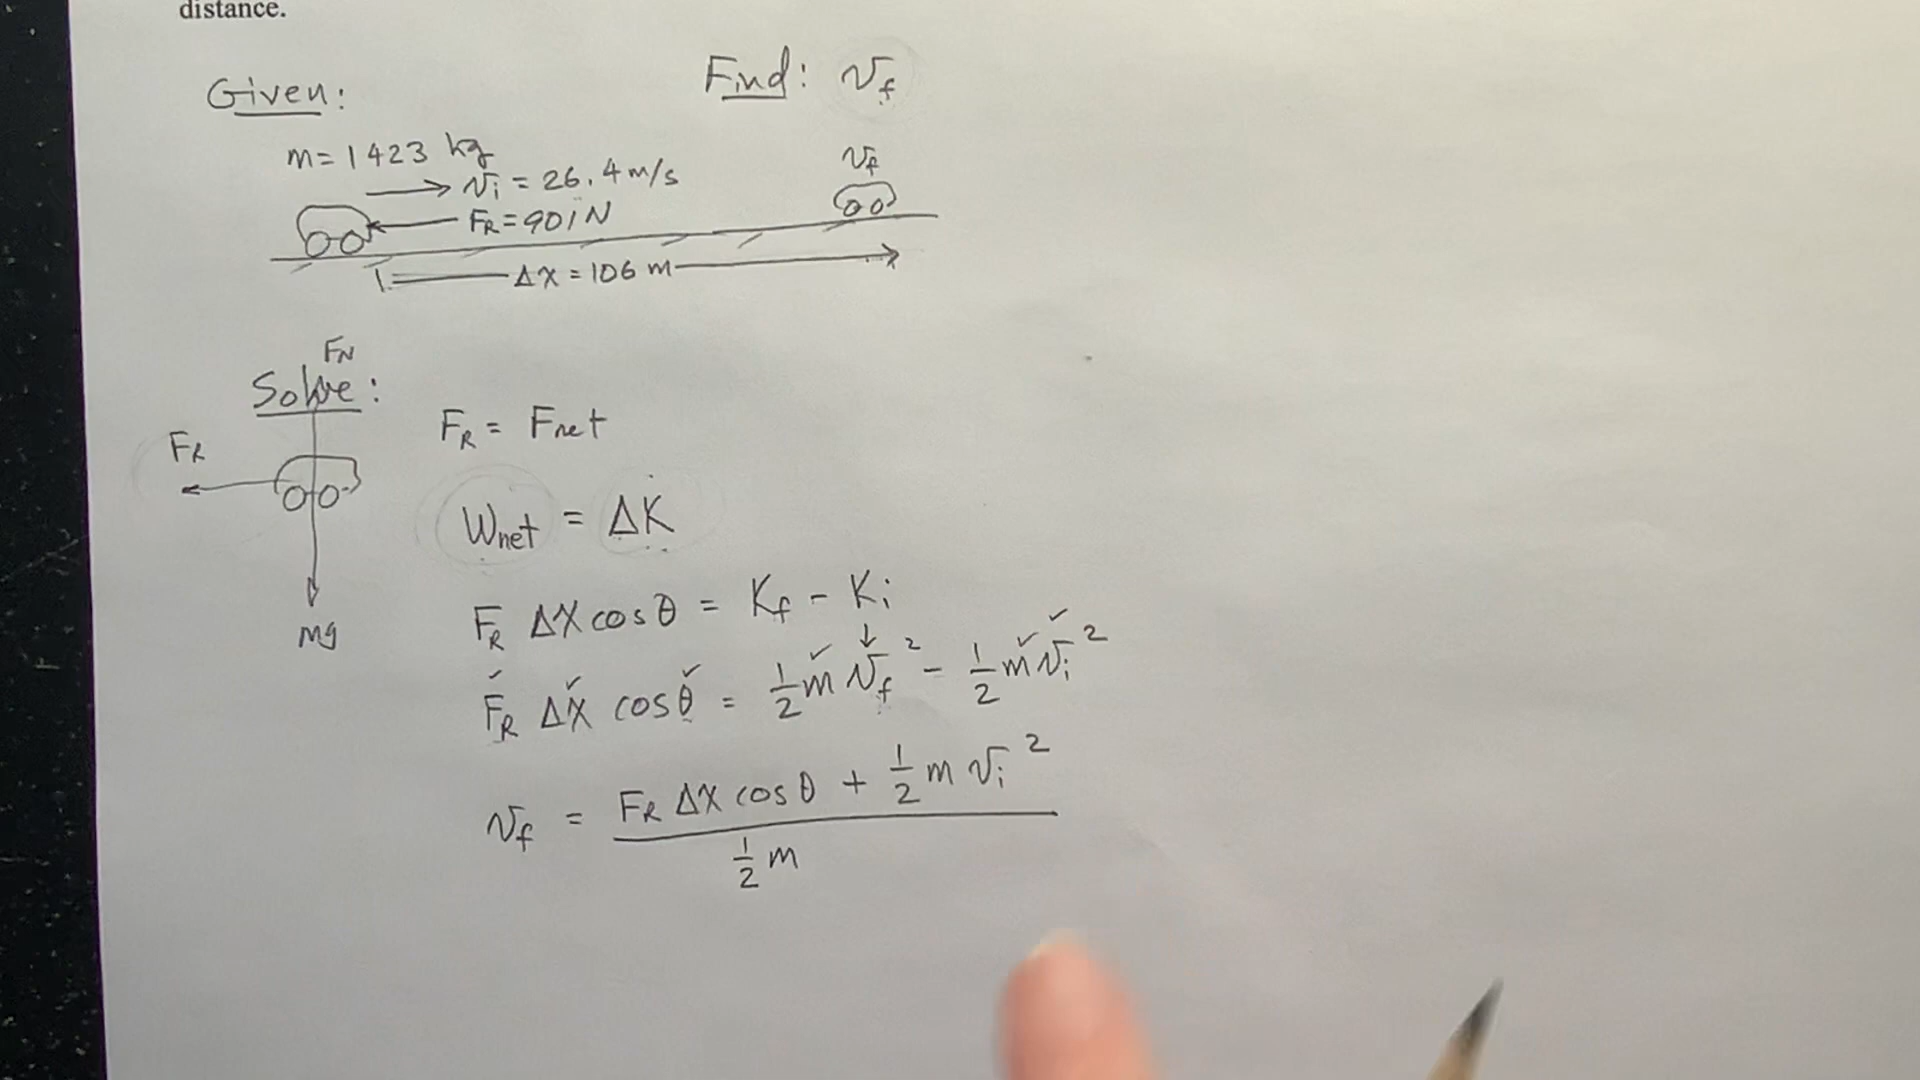 distance.
Given:
Find: vf
m = 1423 kg
vi = 26.4 m/s
vf
FR = 901 N
Δx = 106 m
FN
Solve:
FR
FR = Fnet
Wnet = ΔK
mg
FR Δx cos θ = Kf - Ki
FR Δx cos θ = 1/2 m vf² - 1/2 m vi²
vf = FR Δx cos θ + 1/2 m vi²
1/2 m